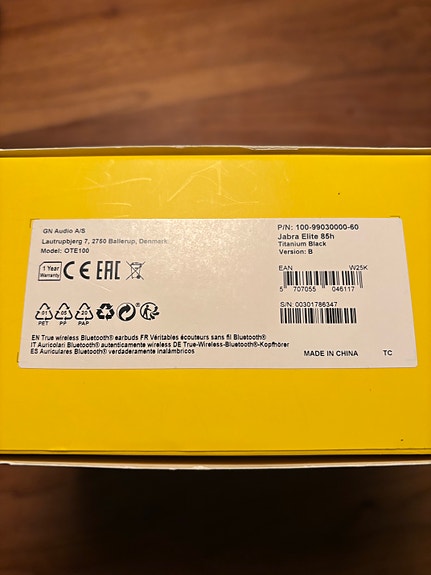 GN Audio A/S
Lautrupbjerg 7, 2750 Ballerup, Denmark
Model: OTE100
1 Year
Warranty
CE EAC
01 05 20
PET PP PAP
P/N: 100-99030000-60
Jabra Elite 85h
Titanium Black
Version: B
EAN W25K
5 707055 046117
S/N: 00301786347
EN True wireless Bluetooth® earbuds FR Véritables écouteurs sans fil Bluetooth®
IT Auricolari Bluetooth® autenticamente wireless DE True-Wireless-Bluetooth®-Kopfhörer
ES Auriculares Bluetooth® verdaderamente inalámbricos
MADE IN CHINA TC